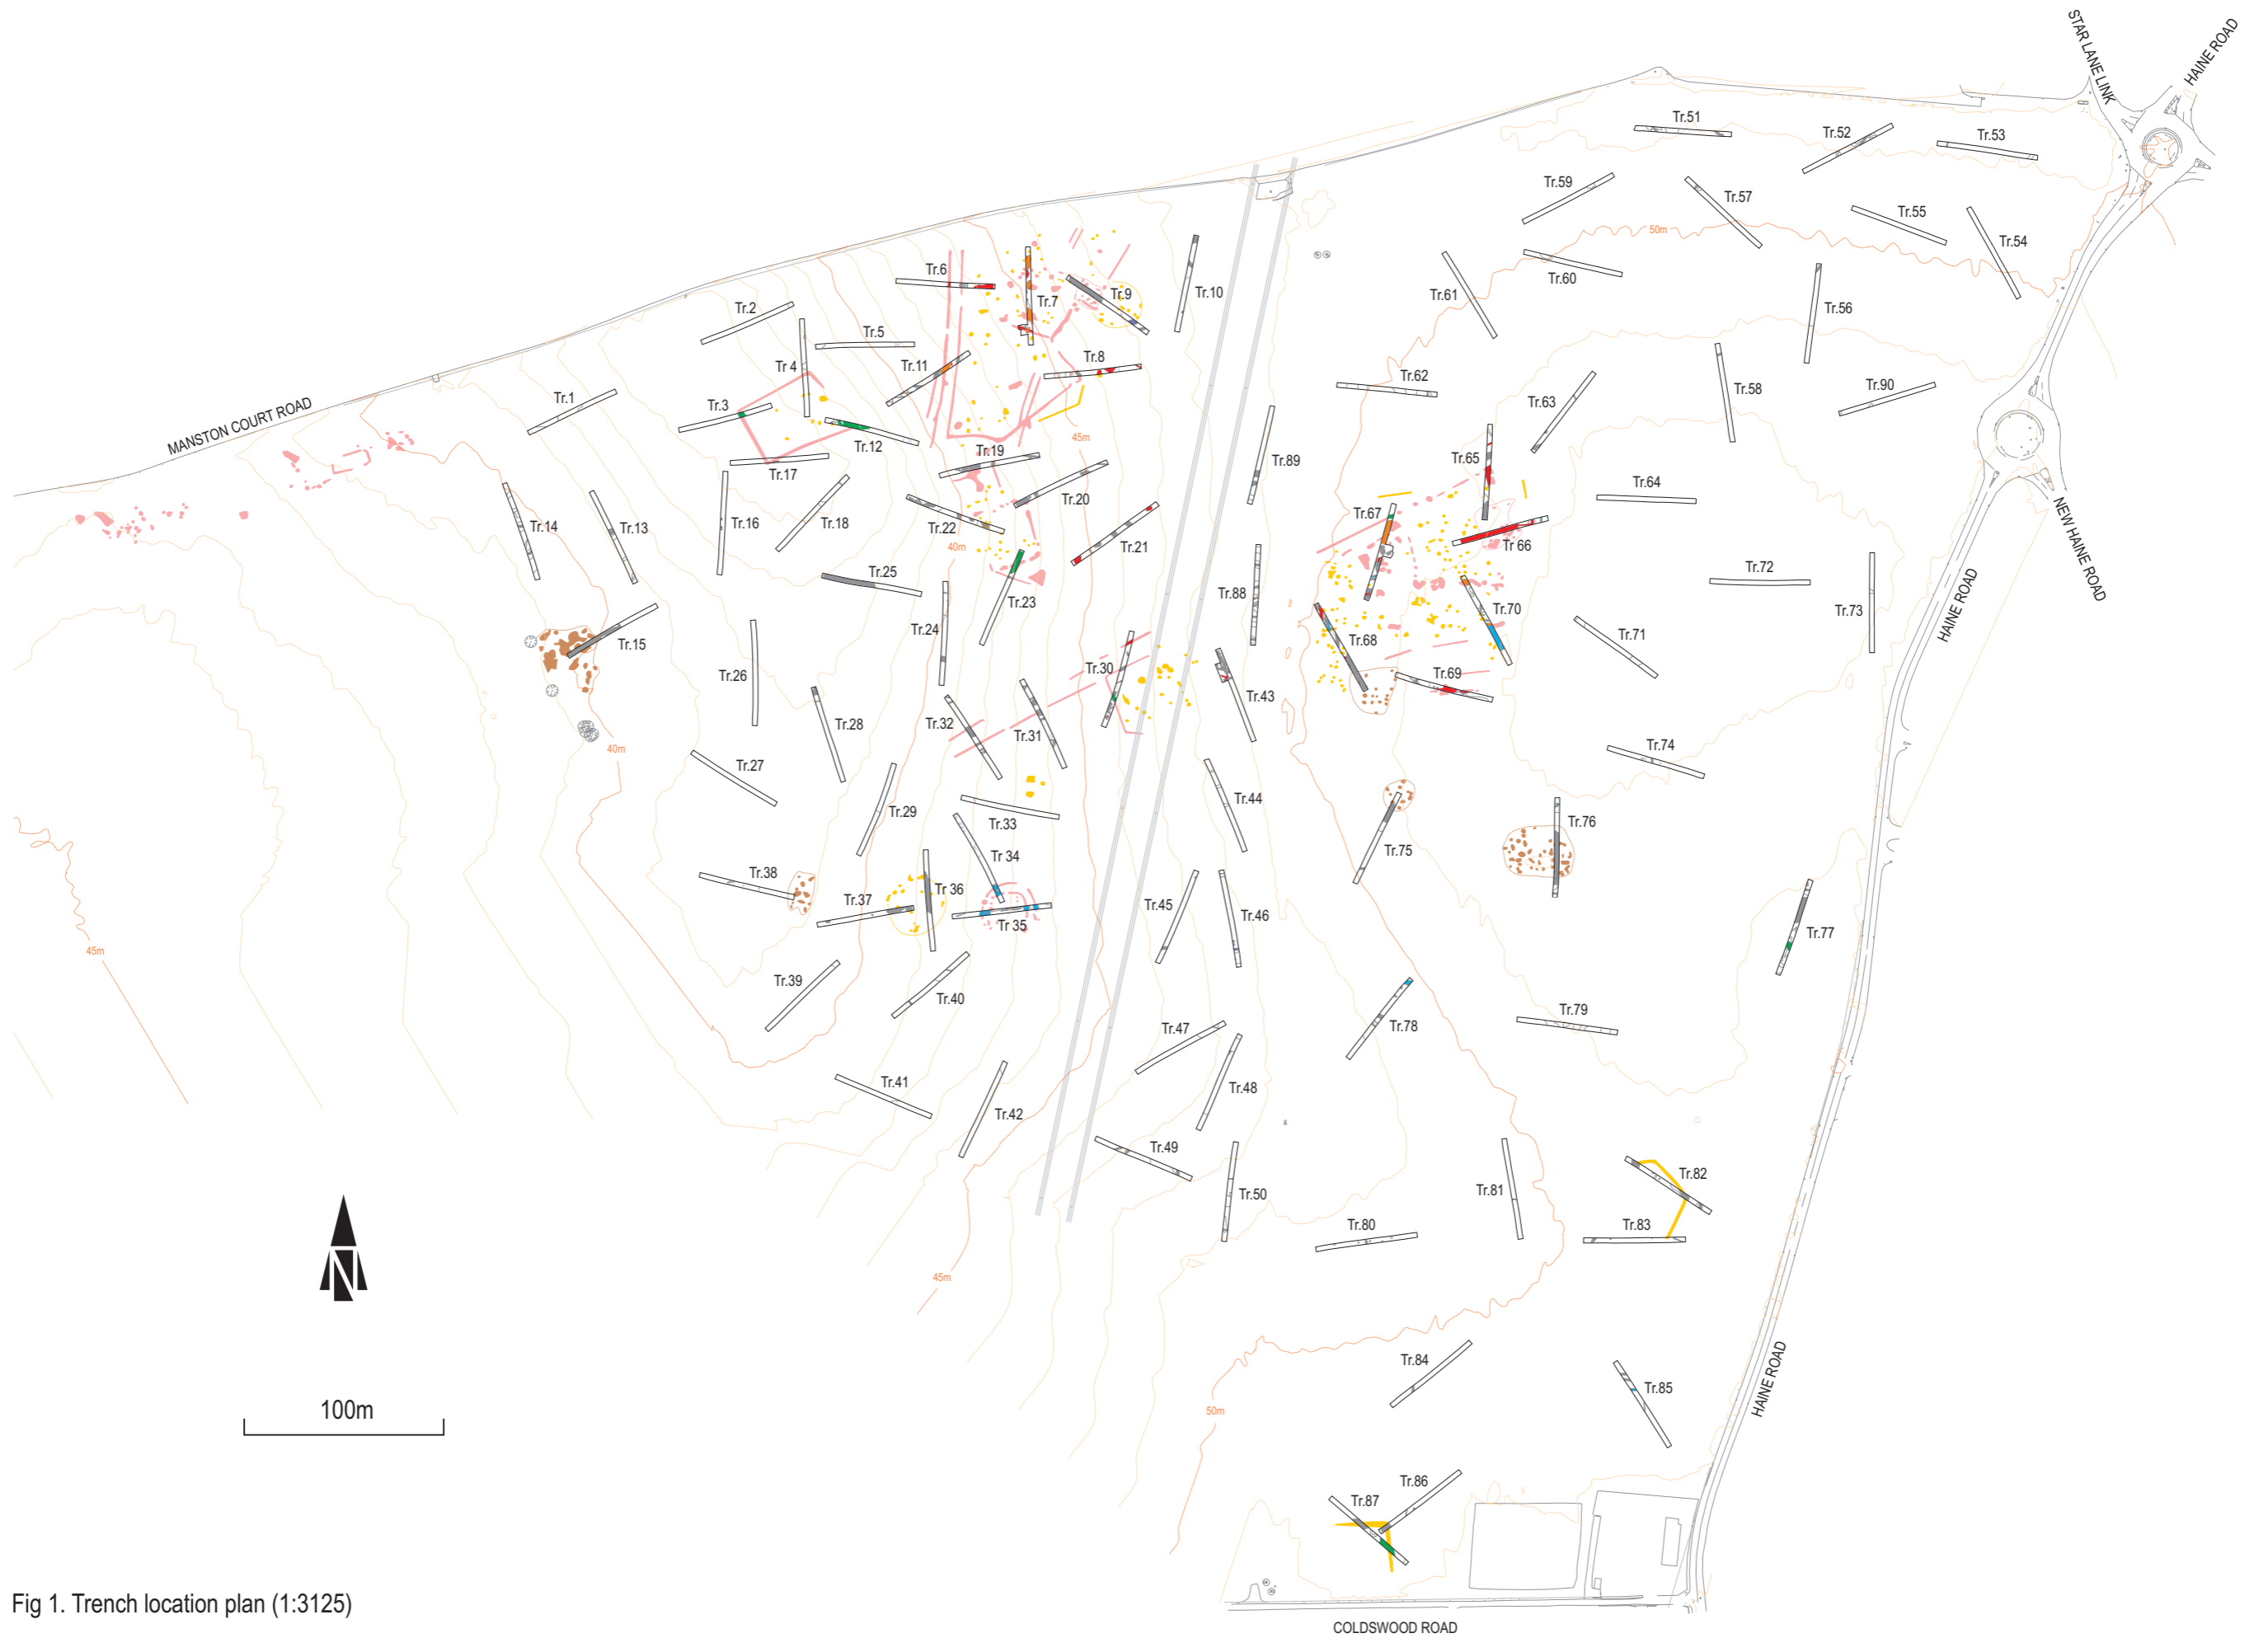 STAR LANE LINK
HAINE ROAD
Tr.51
Tr.52
Tr.53
Tr.59
Tr.57
Tr.55
Tr.54
50m
Tr.60
Tr.61
Tr.56
Tr.6
Tr.7
Tr.9
Tr.10
Tr.2
Tr.5
Tr 4
Tr.11
Tr.8
Tr.62
Tr.58
Tr.90
Tr.1
Tr.3
Tr.12
Tr.63
MANSTON COURT ROAD
45m
Tr.19
Tr.17
Tr.20
Tr.89
Tr.65
Tr.64
Tr.14
Tr.13
Tr.16
Tr.18
Tr.22
Tr.21
Tr.67
Tr 66
NEW HAINE ROAD
40m
Tr.25
Tr.23
Tr.88
Tr.72
Tr.73
HAINE ROAD
Tr.24
Tr.70
Tr.71
Tr.15
Tr.68
Tr.26
Tr.30
Tr.69
Tr.43
Tr.28
Tr.32
Tr.31
40m
Tr.74
Tr.27
Tr.29
Tr.33
Tr.44
Tr.76
Tr 34
Tr.75
Tr.38
Tr.37
Tr 36
Tr 35
Tr.45
Tr.46
Tr.77
45m
Tr.39
Tr.40
Tr.47
Tr.78
Tr.79
Tr.41
Tr.42
Tr.48
Tr.49
Tr.50
Tr.81
Tr.82
Tr.80
Tr.83
N
45m
Tr.84
Tr.85
HAINE ROAD
100m
50m
Tr.86
Tr.87
Fig 1. Trench location plan (1:3125)
COLDSWOOD ROAD